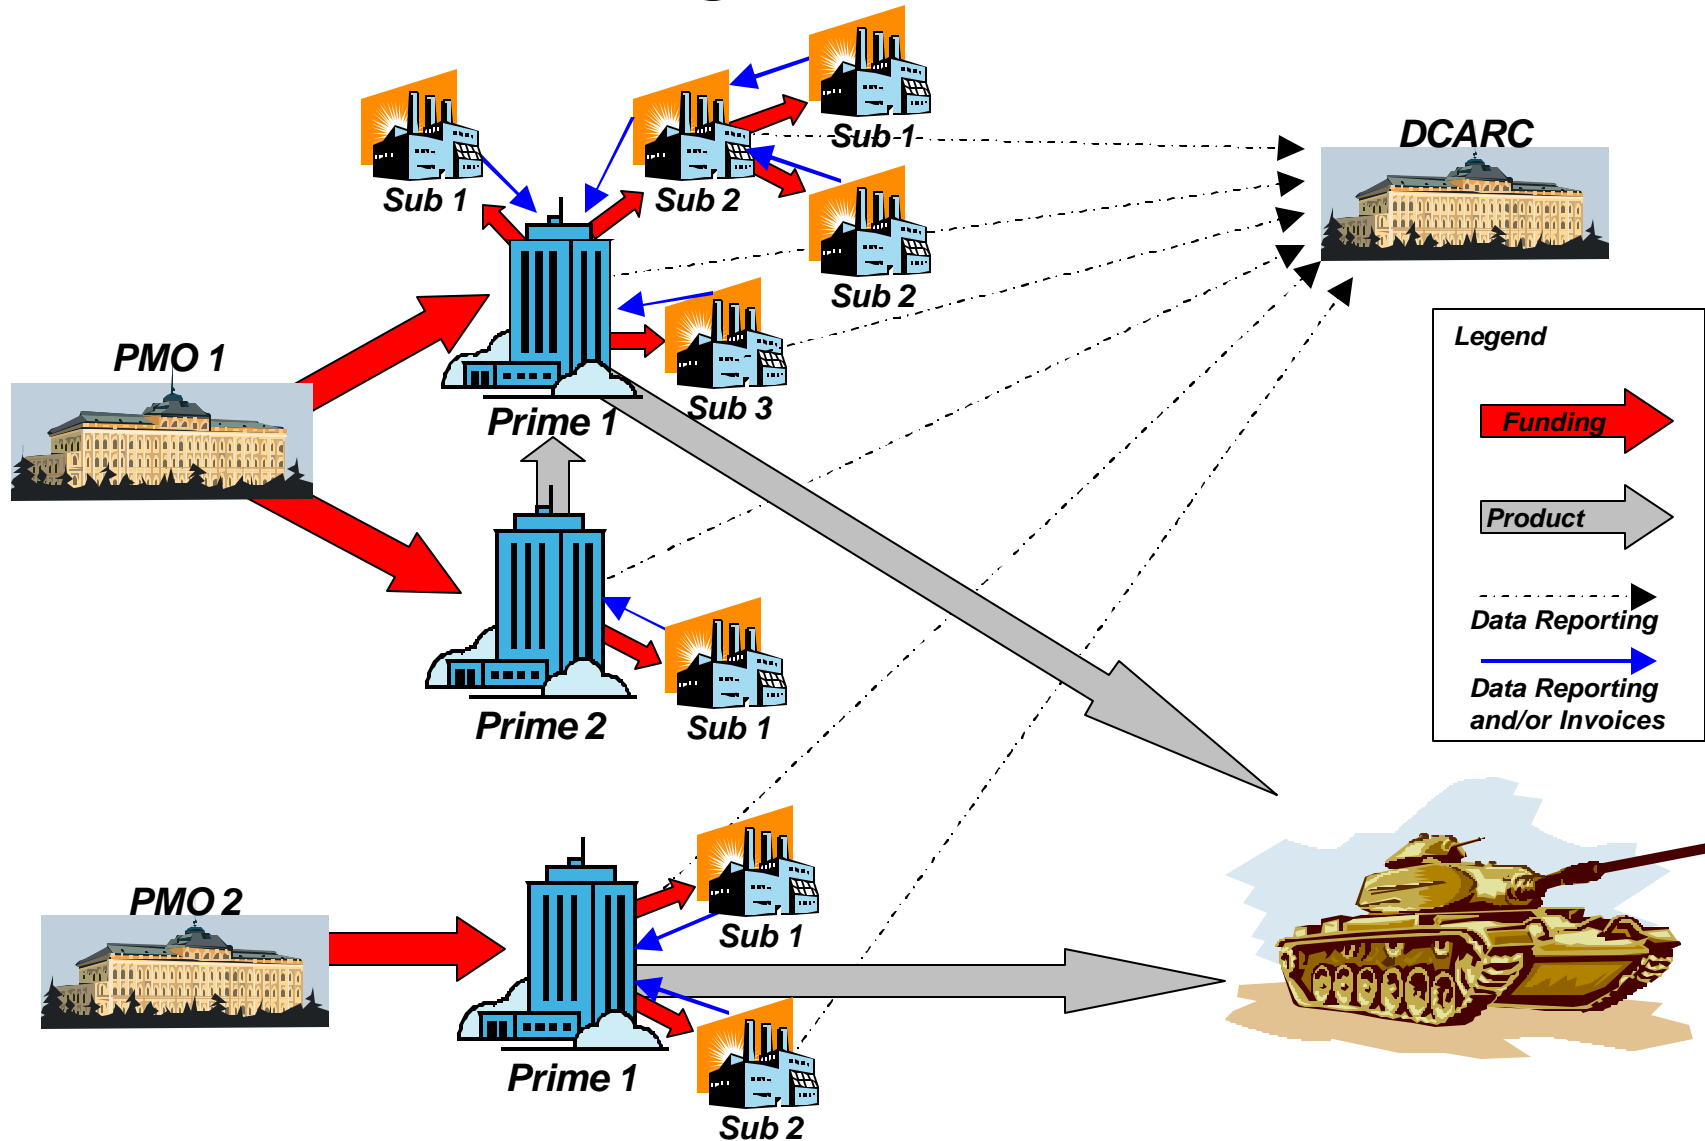 Sub 1
DCARC
Sub 1
Sub 2
Sub 2
PMO 1
Legend
Prime 1
Sub 3
Funding
Product
Data Reporting
Prime 2
Sub 1
Data Reporting
and/or Invoices
PMO 2
Sub 1
Prime 1
Sub 2